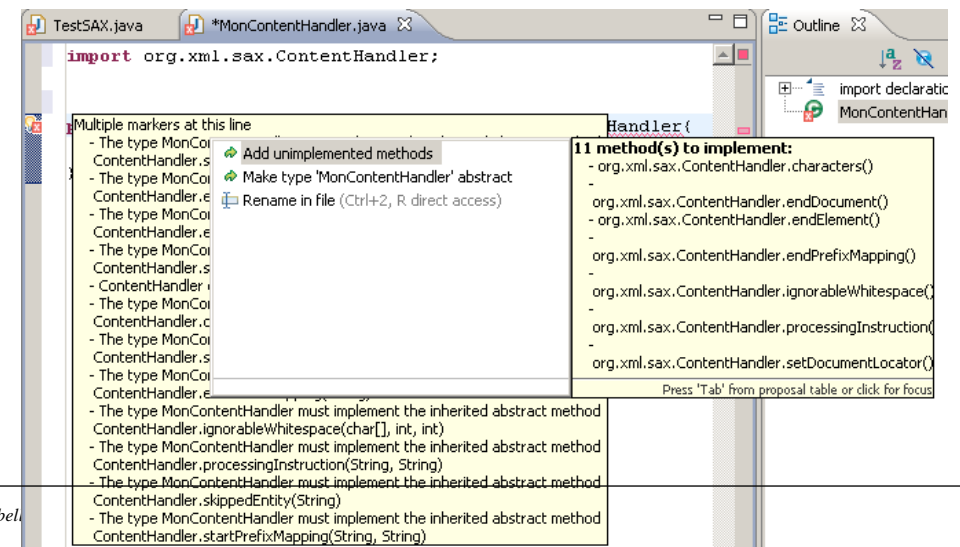 TestSAX.java *MonContentHandler.java Outline
import org.xml.sax.ContentHandler;
import declaratio
MonContentHan
Multiple markers at this line
Handler{
- The type MonCon
ContentHandler.s
- The type MonCon
ContentHandler.e
- The type MonCon
ContentHandler.e
- The type MonCon
ContentHandler.s
- ContentHandler
- The type MonCon
ContentHandler.c
- The type MonCon
ContentHandler.s
- The type MonCon
ContentHandler.e
- The type MonContentHandler must implement the inherited abstract method
ContentHandler.ignorableWhitespace(char[], int, int)
- The type MonContentHandler must implement the inherited abstract method
ContentHandler.processingInstruction(String, String)
- The type MonContentHandler must implement the inherited abstract method
ContentHandler.skippedEntity(String)
- The type MonContentHandler must implement the inherited abstract method
ContentHandler.startPrefixMapping(String, String)
Add unimplemented methods
Make type 'MonContentHandler' abstract
Rename in file (Ctrl+2, R direct access)
11 method(s) to implement:
- org.xml.sax.ContentHandler.characters()
-
org.xml.sax.ContentHandler.endDocument()
- org.xml.sax.ContentHandler.endElement()
-
org.xml.sax.ContentHandler.endPrefixMapping()
-
org.xml.sax.ContentHandler.ignorableWhitespace()
-
org.xml.sax.ContentHandler.processingInstruction(
-
org.xml.sax.ContentHandler.setDocumentLocator()
Press 'Tab' from proposal table or click for focus
bell